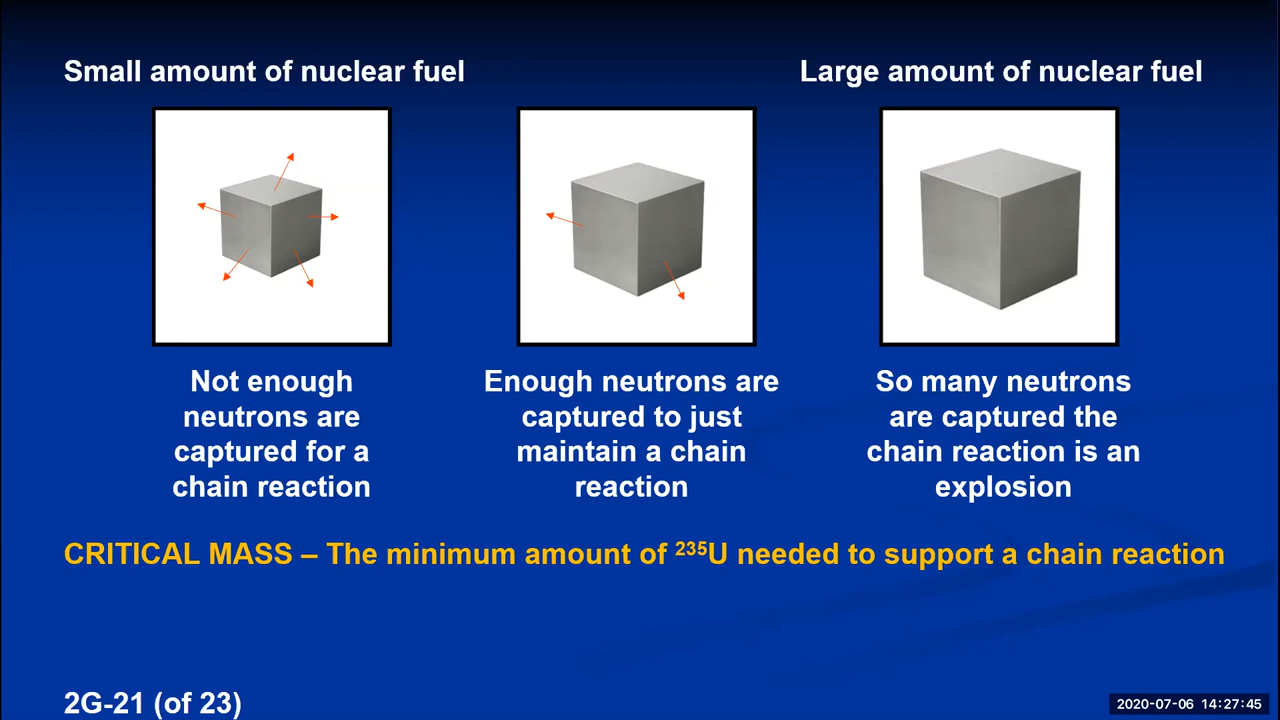 Small amount of nuclear fuel
Large amount of nuclear fuel
Not enough
neutrons are
captured for a
chain reaction
Enough neutrons are
captured to just
maintain a chain
reaction
So many neutrons
are captured the
chain reaction is an
explosion
CRITICAL MASS – The minimum amount of ²³⁵U needed to support a chain reaction
2G-21 (of 23)
2020-07-06 14:27:45